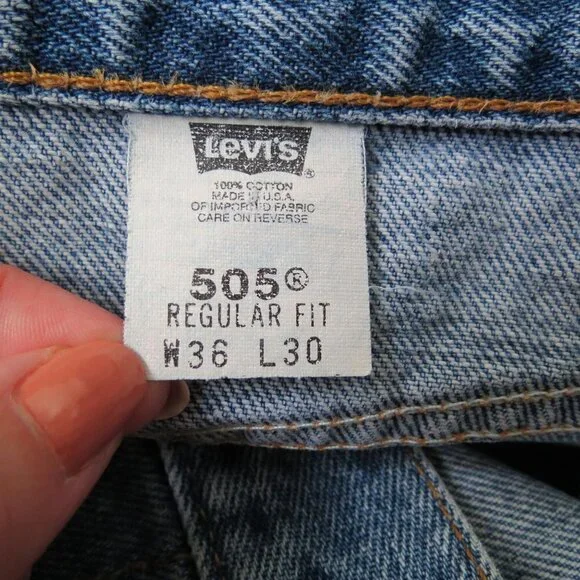 LEVI'S®
100% COTTON
MADE IN U.S.A.
OF IMPORTED FABRIC
CARE ON REVERSE
505®
REGULAR FIT
W36 L30